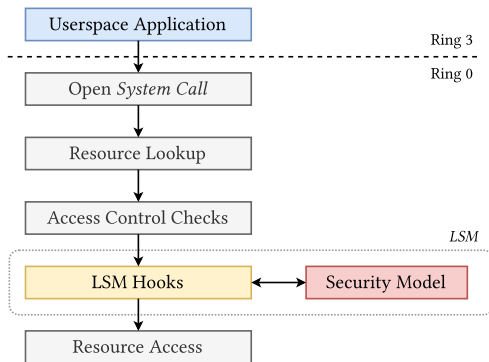 Userspace Application
Ring 3
Ring 0
Open System Call
Resource Lookup
Access Control Checks
LSM
LSM Hooks
Security Model
Resource Access